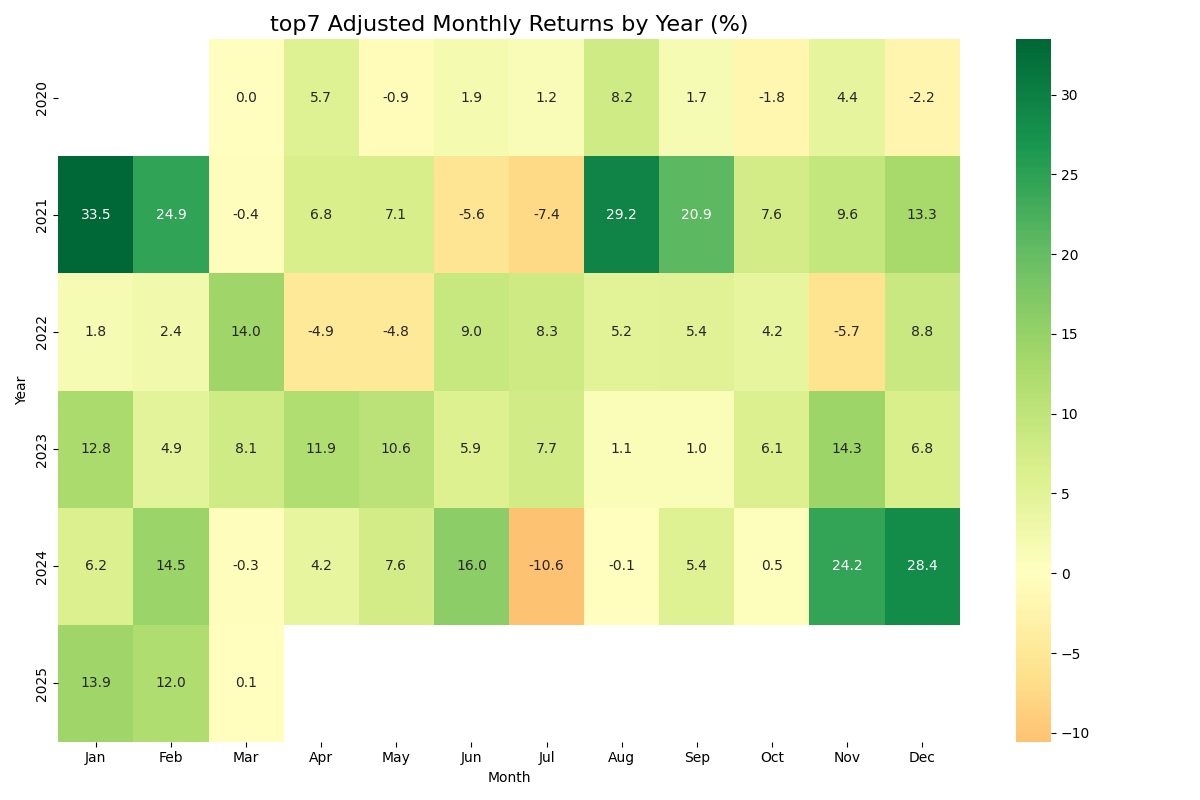 top7 Adjusted Monthly Returns by Year (%)
2020 0.0 5.7 -0.9 1.9 1.2 8.2 1.7 -1.8 4.4 -2.2
2021 33.5 24.9 -0.4 6.8 7.1 -5.6 -7.4 29.2 20.9 7.6 9.6 13.3
2022 1.8 2.4 14.0 -4.9 -4.8 9.0 8.3 5.2 5.4 4.2 -5.7 8.8
2023 12.8 4.9 8.1 11.9 10.6 5.9 7.7 1.1 1.0 6.1 14.3 6.8
2024 6.2 14.5 -0.3 4.2 7.6 16.0 -10.6 -0.1 5.4 0.5 24.2 28.4
2025 13.9 12.0 0.1
Year
Jan Feb Mar Apr May Jun Jul Aug Sep Oct Nov Dec
Month
30
25
20
15
10
5
0
−5
−10